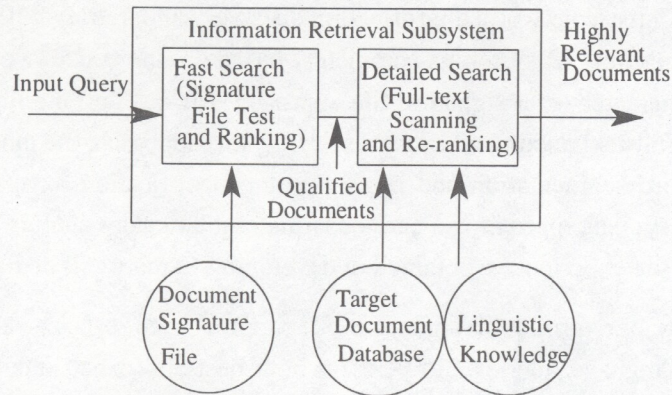 Information Retrieval Subsystem
Highly
Relevant
Documents
Input Query
Fast Search
(Signature
File Test
and Ranking)
Detailed Search
(Full-text
Scanning
and Re-ranking)
Qualified
Documents
Document
Signature
File
Target
Document
Database
Linguistic
Knowledge